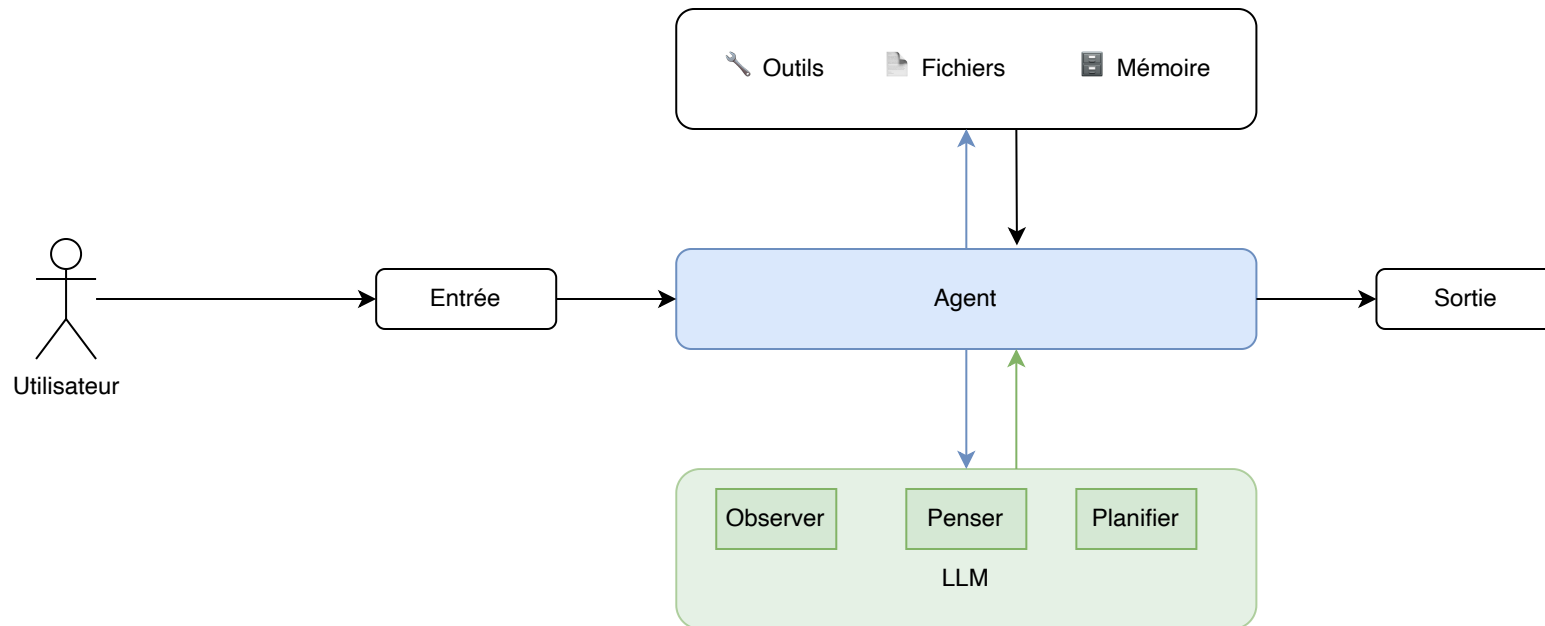 Outils
Fichiers
Mémoire
Utilisateur
Entrée
Agent
Sortie
Observer
Penser
Planifier
LLM